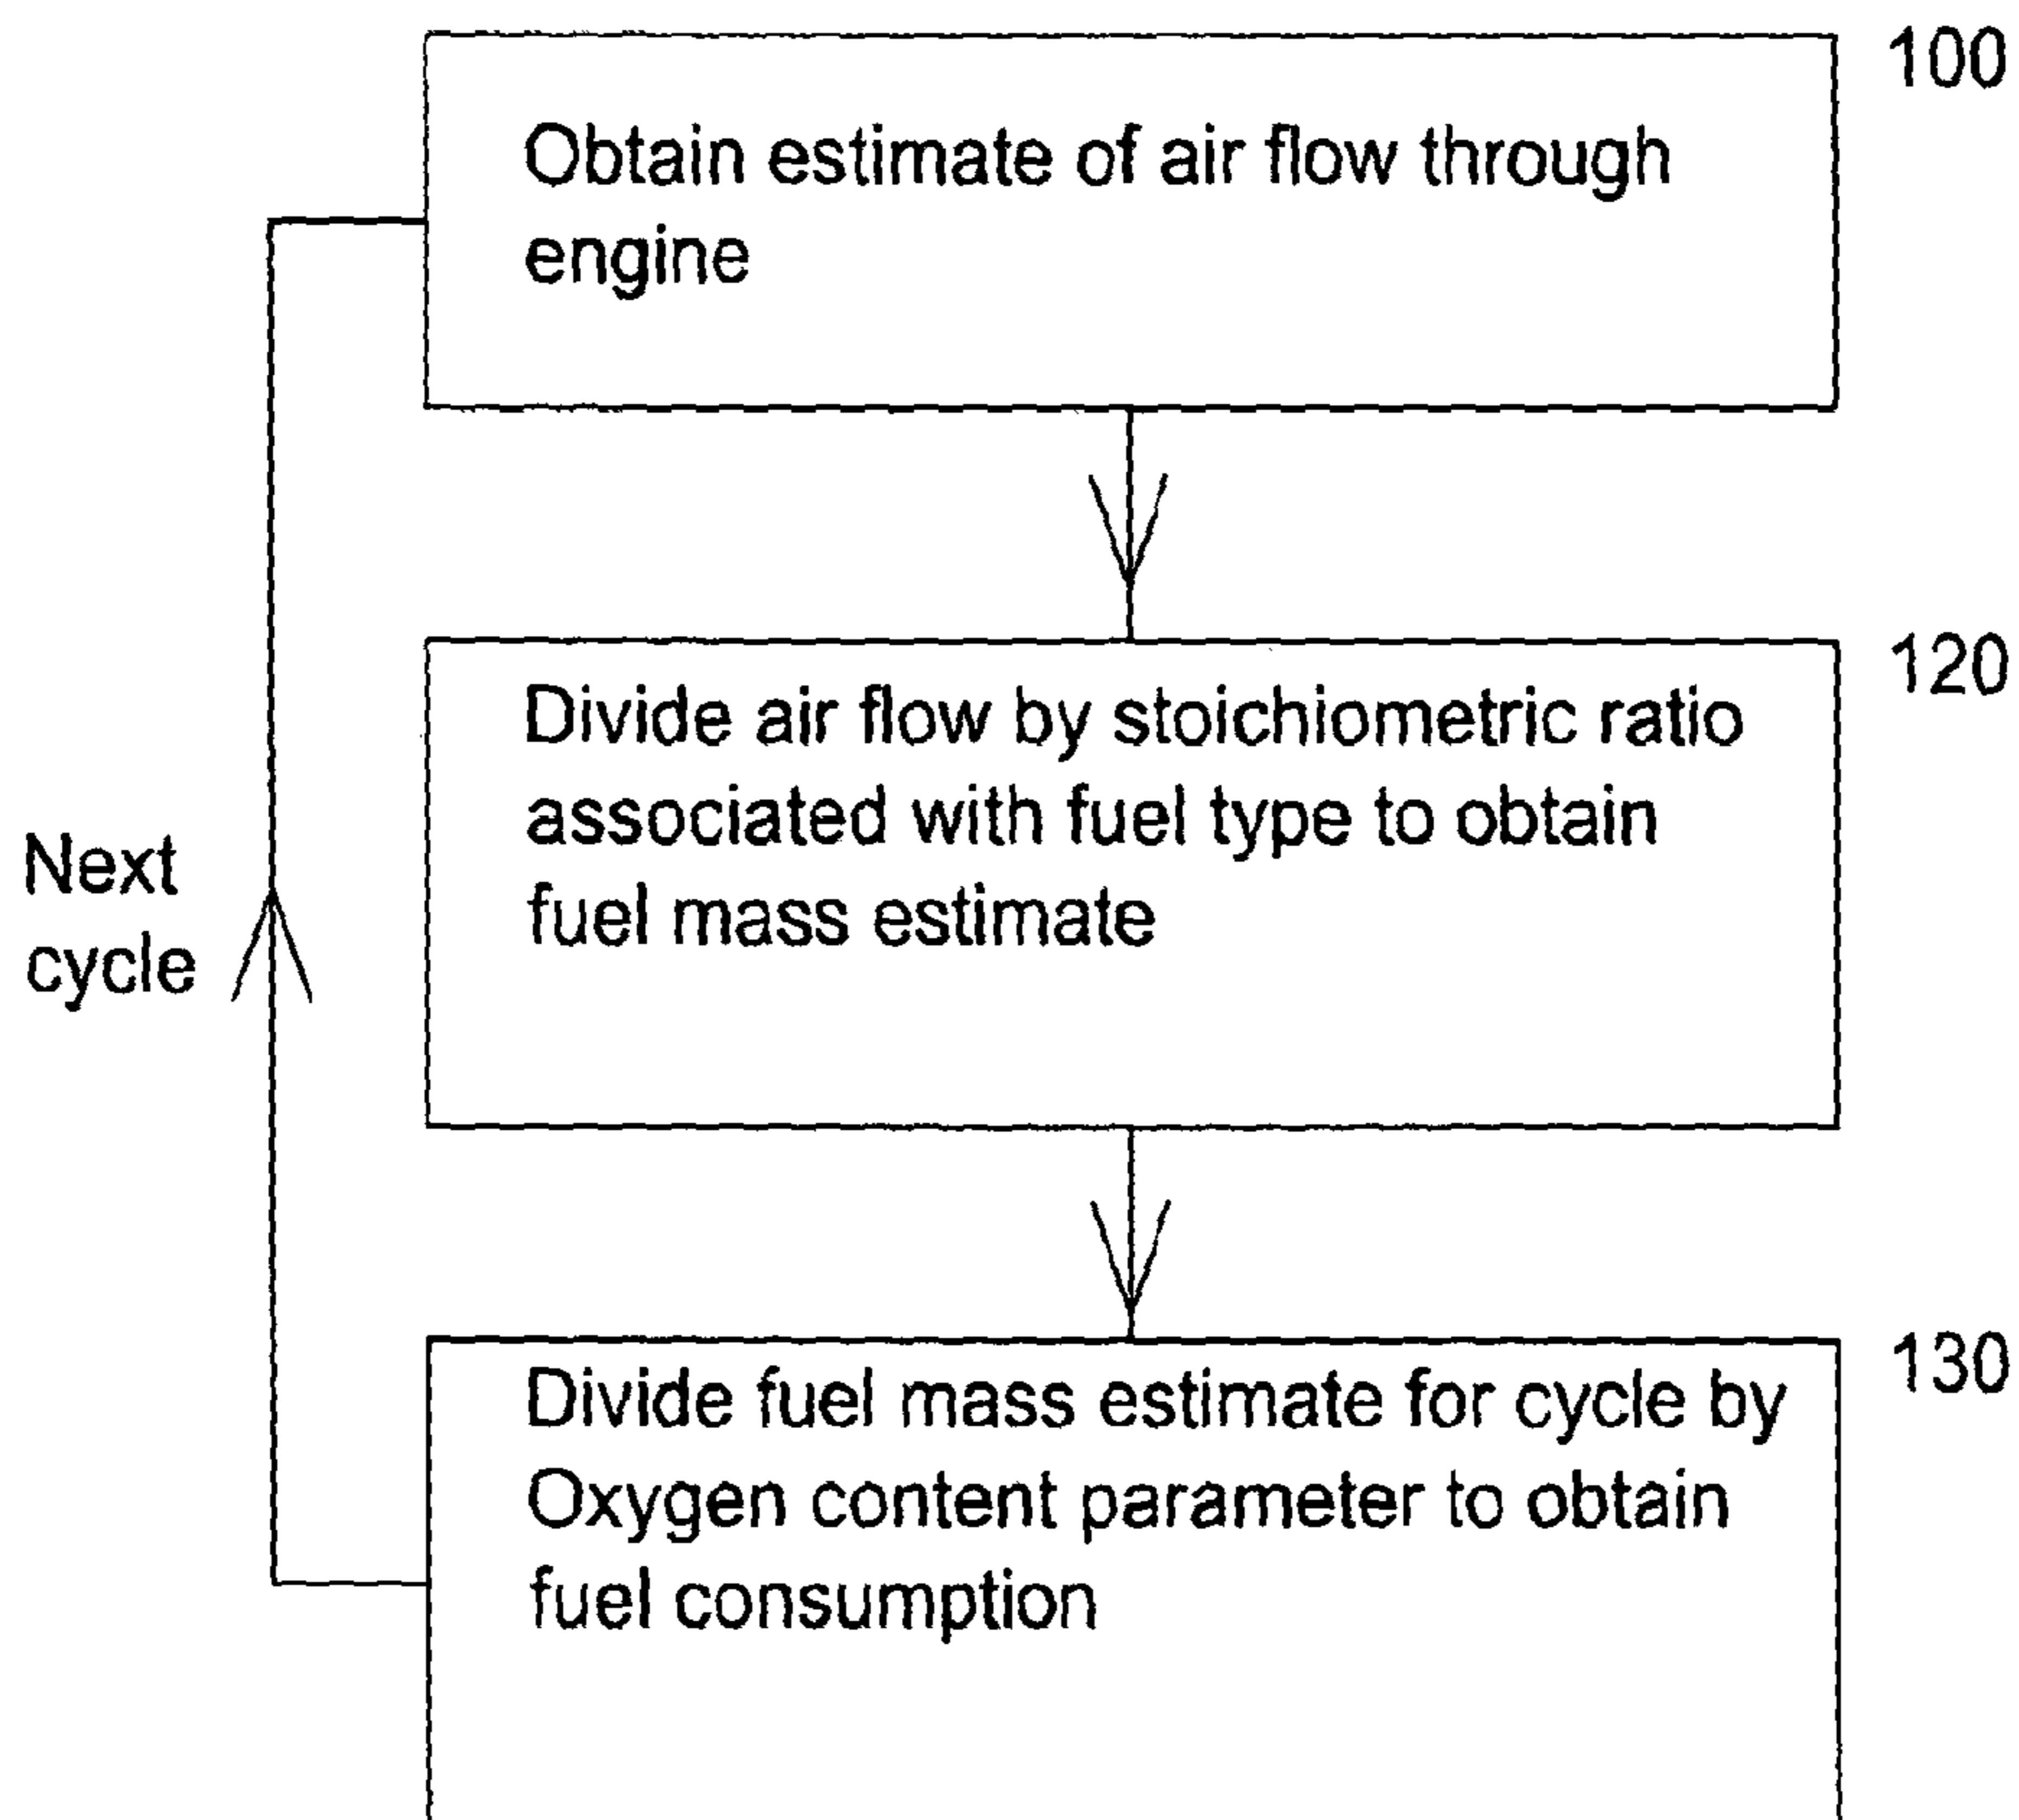 100
Obtain estimate of air flow through
engine
120
Divide air flow by stoichiometric ratio
associated with fuel type to obtain
fuel mass estimate
Next
cycle
130
Divide fuel mass estimate for cycle by
Oxygen content parameter to obtain
fuel consumption